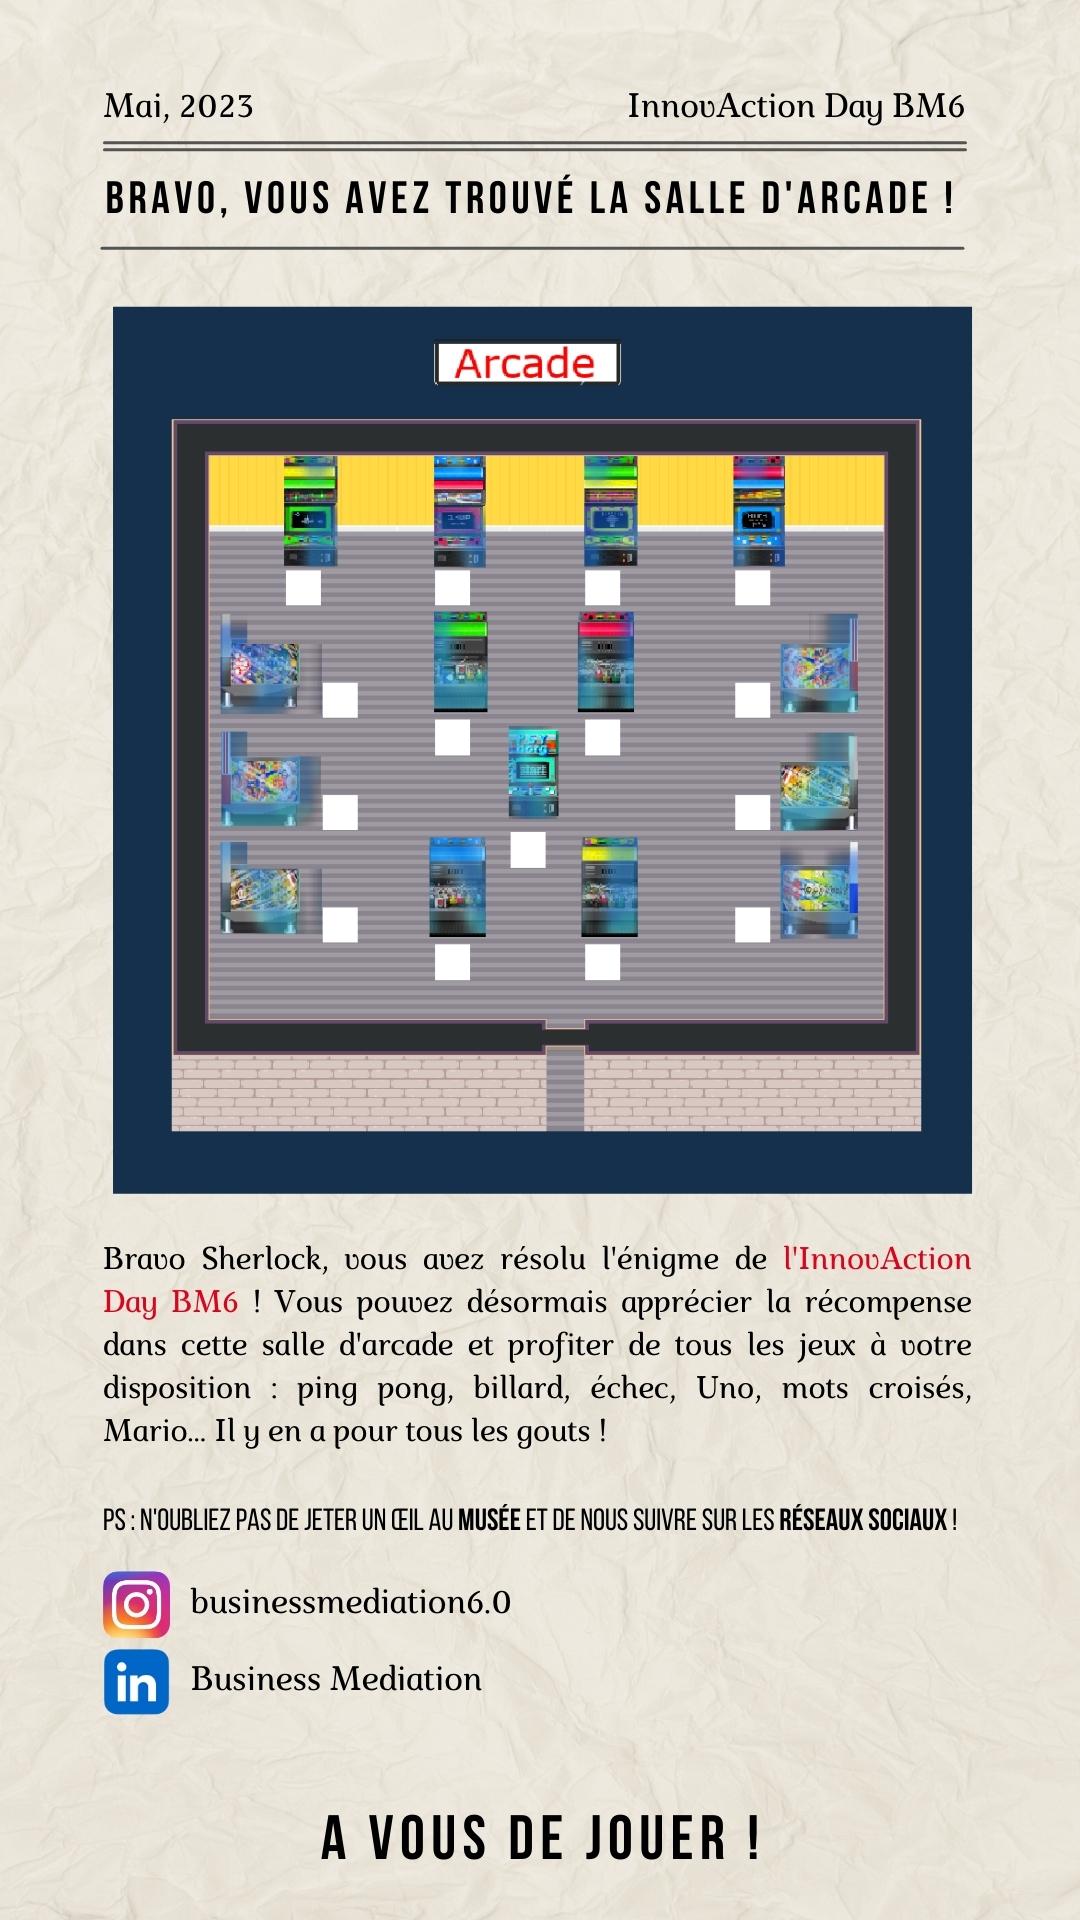 Mai, 2023
InnovAction Day BM6
BRAVO, VOUS AVEZ TROUVÉ LA SALLE D'ARCADE !
Arcade
Bravo Sherlock, vous avez résolu l'énigme de l'InnovAction
Day BM6 ! Vous pouvez désormais apprécier la récompense
dans cette salle d'arcade et profiter de tous les jeux à votre
disposition : ping pong, billard, échec, Uno, mots croisés,
Mario... Il y en a pour tous les gouts !
PS : N'OUBLIEZ PAS DE JETER UN ŒIL AU MUSÉE ET DE NOUS SUIVRE SUR LES RÉSEAUX SOCIAUX !
businessmediation6.0
in
Business Mediation
A VOUS DE JOUER !